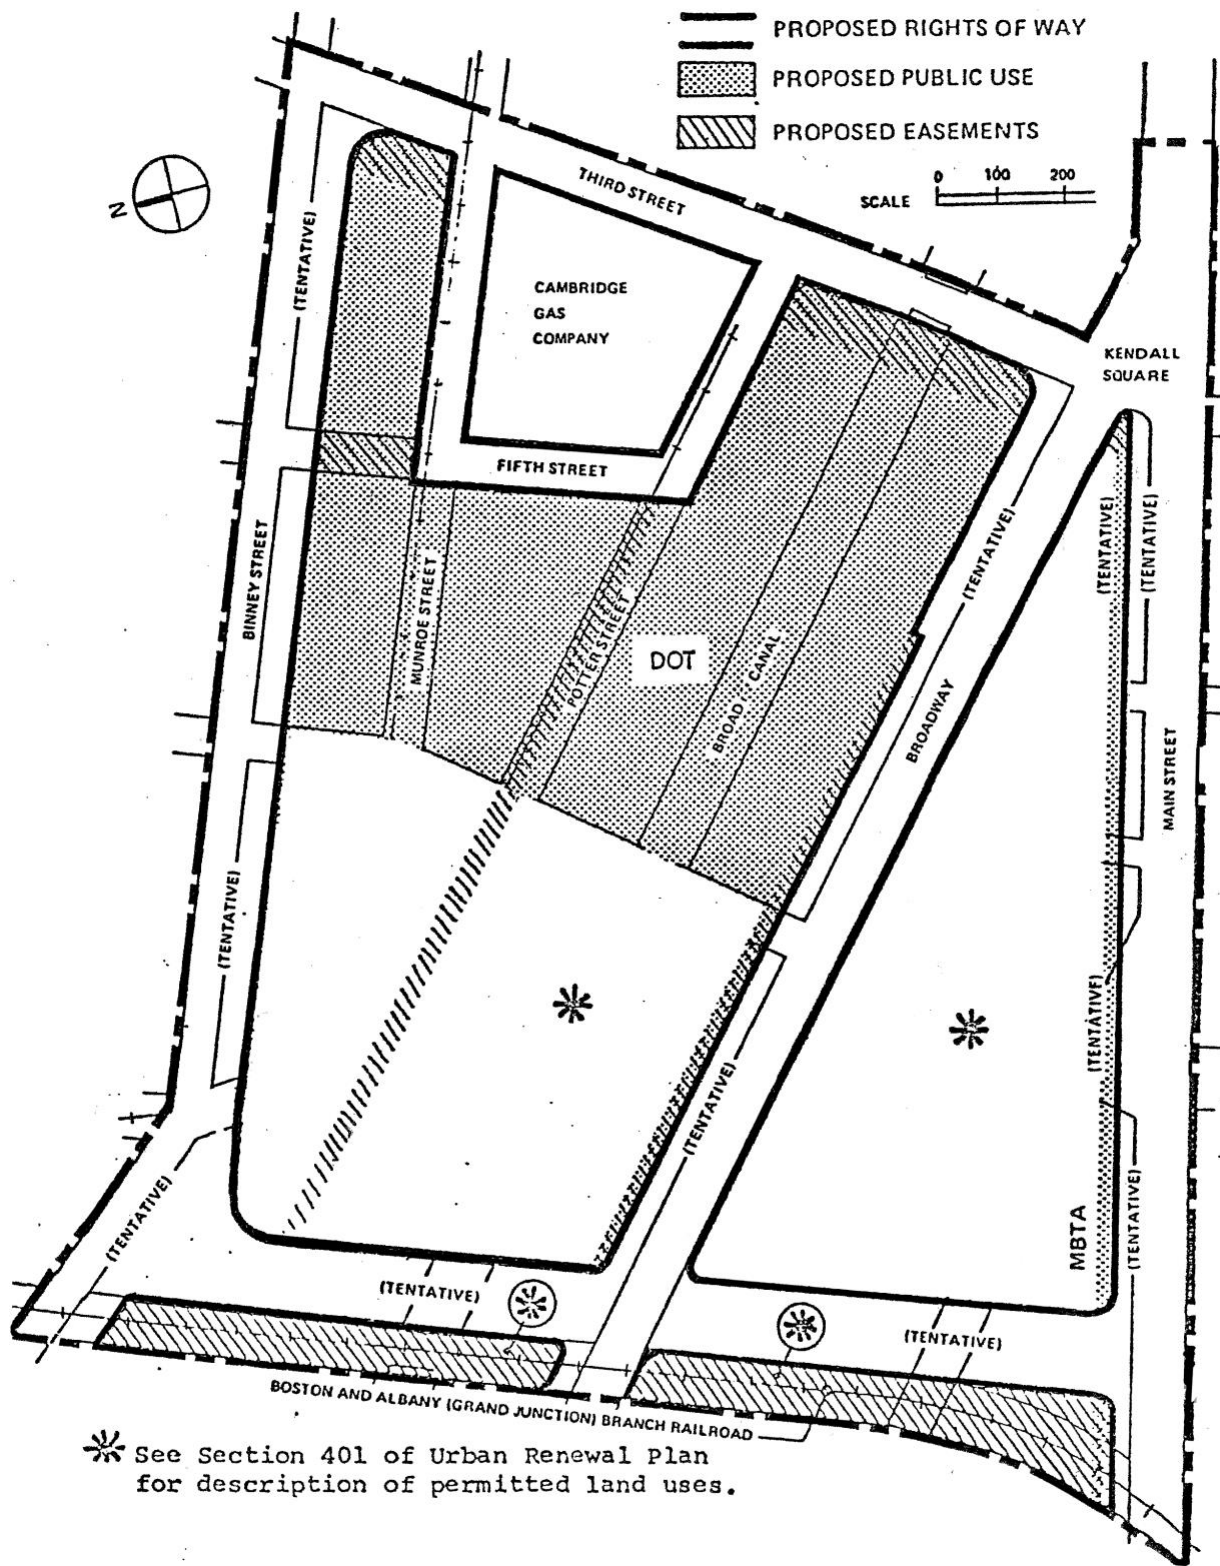 PROPOSED RIGHTS OF WAY
PROPOSED PUBLIC USE
PROPOSED EASEMENTS
SCALE 0 100 200
N
THIRD STREET
(TENTATIVE)
CAMBRIDGE
GAS
COMPANY
KENDALL
SQUARE
FIFTH STREET
BINNEY STREET
MUNROE STREET
POTTER STREET
DOT
BROAD CANAL
BROADWAY
(TENTATIVE)
(TENTATIVE)
(TENTATIVE)
MAIN STREET
(TENTATIVE)
(TENTATIVE)
(TENTATIVE)
(TENTATIVE)
MBTA
(TENTATIVE)
(TENTATIVE)
(TENTATIVE)
BOSTON AND ALBANY (GRAND JUNCTION) BRANCH RAILROAD
See Section 401 of Urban Renewal Plan
for description of permitted land uses.